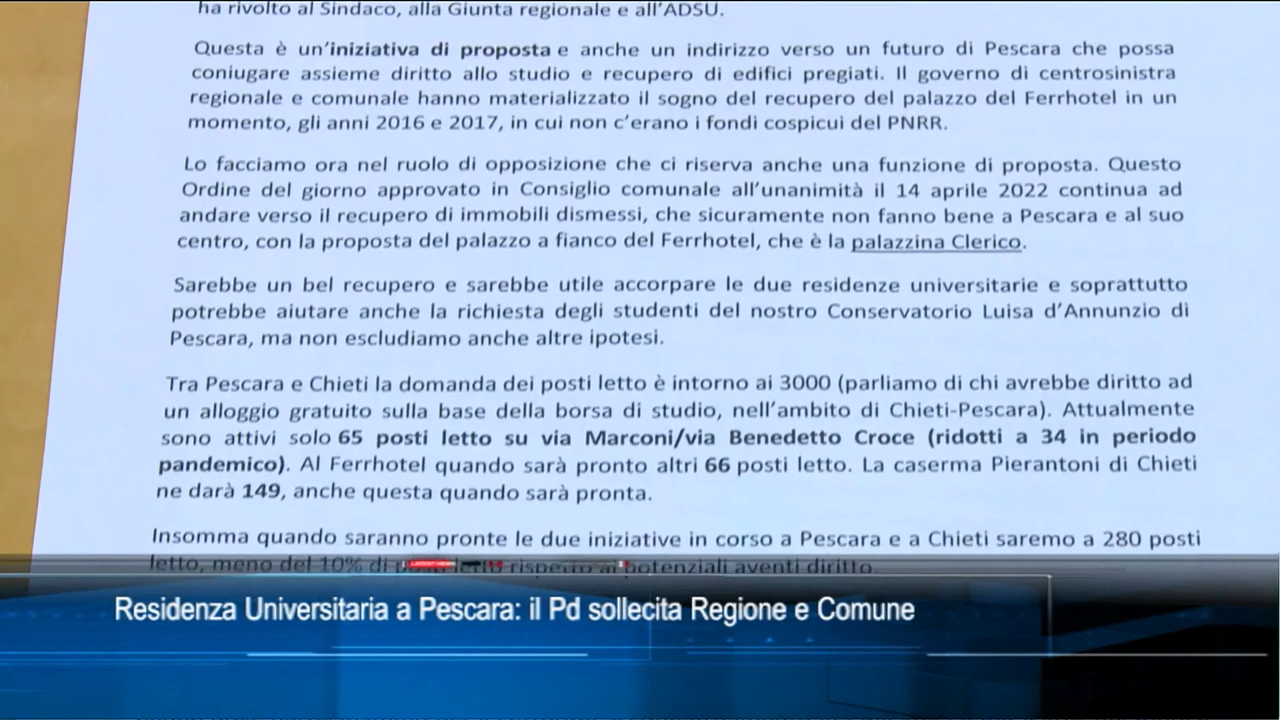 ha rivolto al Sindaco, alla Giunta regionale e all'ADSU.
Questa è un'iniziativa di proposta e anche un indirizzo verso un futuro di Pescara che possa
coniugare assieme diritto allo studio e recupero di edifici pregiati. Il governo di centrosinistra
regionale e comunale hanno materializzato il sogno del recupero del palazzo del Ferrhotel in un
momento, gli anni 2016 e 2017, in cui non c'erano i fondi cospicui del PNRR.
Lo facciamo ora nel ruolo di opposizione che ci riserva anche una funzione di proposta. Questo
Ordine del giorno approvato in Consiglio comunale all'unanimità il 14 aprile 2022 continua ad
andare verso il recupero di immobili dismessi, che sicuramente non fanno bene a Pescara e al suo
centro, con la proposta del palazzo a fianco del Ferrhotel, che è la palazzina Clerico.
Sarebbe un bel recupero e sarebbe utile accorpare le due residenze universitarie e soprattutto
potrebbe aiutare anche la richiesta degli studenti del nostro Conservatorio Luisa d'Annunzio di
Pescara, ma non escludiamo anche altre ipotesi.
Tra Pescara e Chieti la domanda dei posti letto è intorno ai 3000 (parliamo di chi avrebbe diritto ad
un alloggio gratuito sulla base della borsa di studio, nell'ambito di Chieti-Pescara). Attualmente
sono attivi solo 65 posti letto su via Marconi/via Benedetto Croce (ridotti a 34 in periodo
pandemico). Al Ferrhotel quando sarà pronto altri 66 posti letto. La caserma Pierantoni di Chieti
ne darà 149, anche questa quando sarà pronta.
Insomma quando saranno pronte le due iniziative in corso a Pescara e a Chieti saremo a 280 posti
letto, meno del 10% di posti letto rispetto ai potenziali aventi diritto.
Residenza Universitaria a Pescara: il Pd sollecita Regione e Comune